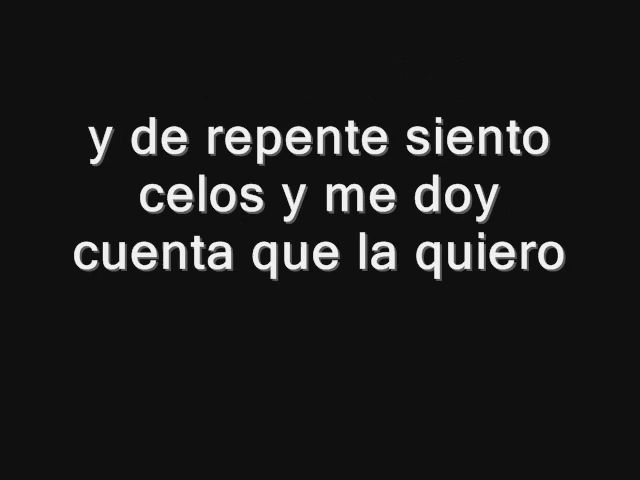 y de repente siento
celos y me doy
cuenta que la quiero